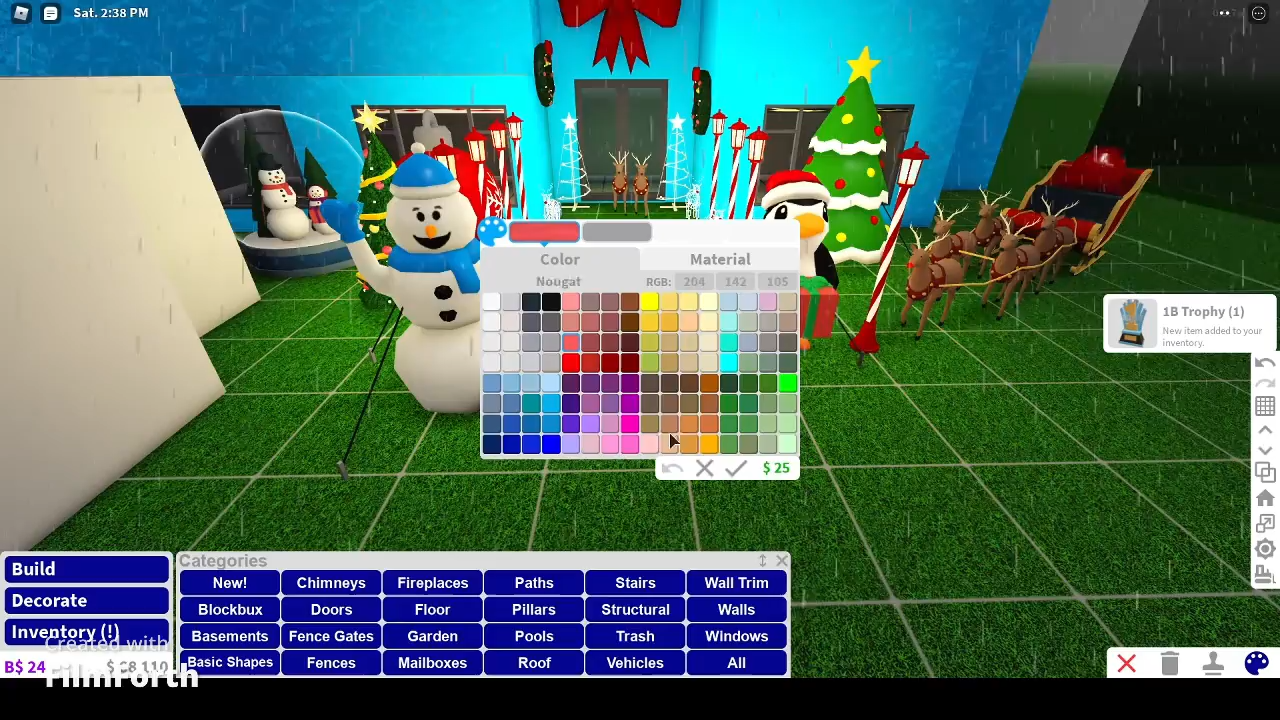 Sat. 2:38 PM
Color
Material
Nougat
RGB: 204 142 105
1B Trophy (1)
New item added to your
inventory.
$ 25
Build
Decorate
Inventory (!)
B$ 24
Categories
New!
Chimneys
Fireplaces
Paths
Stairs
Wall Trim
Blockbux
Doors
Floor
Pillars
Structural
Walls
Basements
Fence Gates
Garden
Pools
Trash
Windows
Basic Shapes
Fences
Mailboxes
Roof
Vehicles
All
Created with
FilmForth